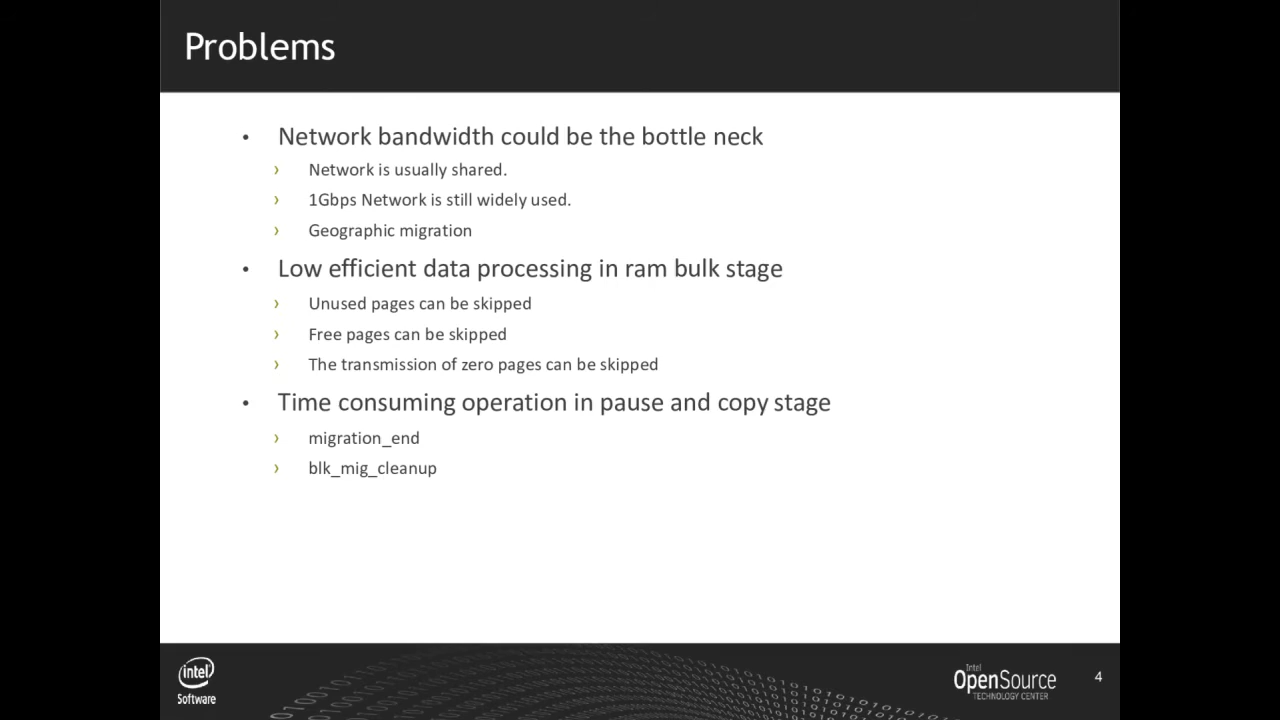 Problems
• Network bandwidth could be the bottle neck
› Network is usually shared.
› 1Gbps Network is still widely used.
› Geographic migration
• Low efficient data processing in ram bulk stage
› Unused pages can be skipped
› Free pages can be skipped
› The transmission of zero pages can be skipped
• Time consuming operation in pause and copy stage
› migration_end
› blk_mig_cleanup
intel
Software
Intel
OpenSource
TECHNOLOGY CENTER
4